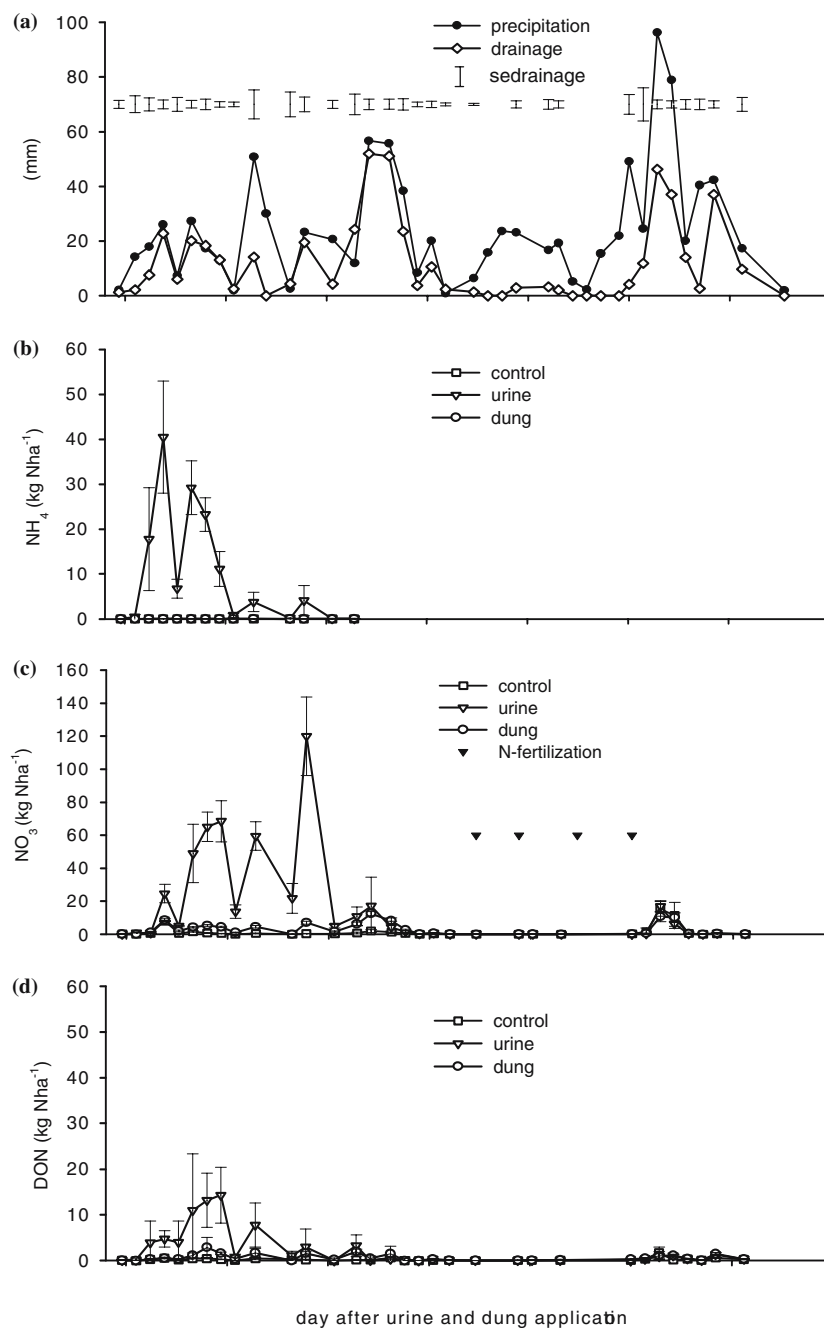 (a)
precipitation
drainage
sedrainage
100
80
60
40
20
0
(mm)
(b)
control
urine
dung
60
50
40
30
20
10
0
NH₄ (kg Nha⁻¹)
(c)
control
urine
dung
N-fertilization
160
140
120
100
80
60
40
20
0
NO₃ (kg Nha⁻¹)
(d)
control
urine
dung
60
50
40
30
20
10
0
DON (kg Nha⁻¹)
day after urine and dung application